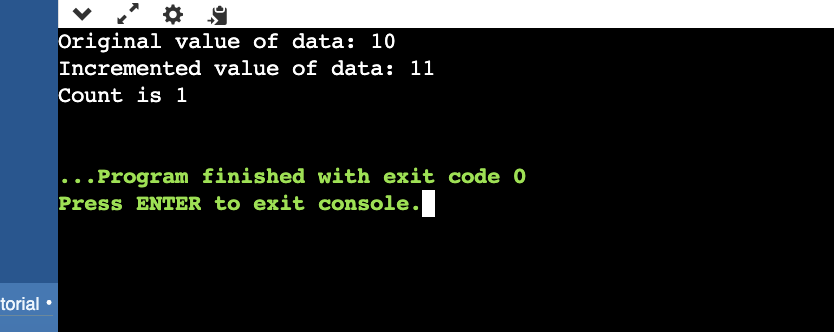 Original value of data: 10
Incremented value of data: 11
Count is 1
...Program finished with exit code 0
Press ENTER to exit console.
torial •